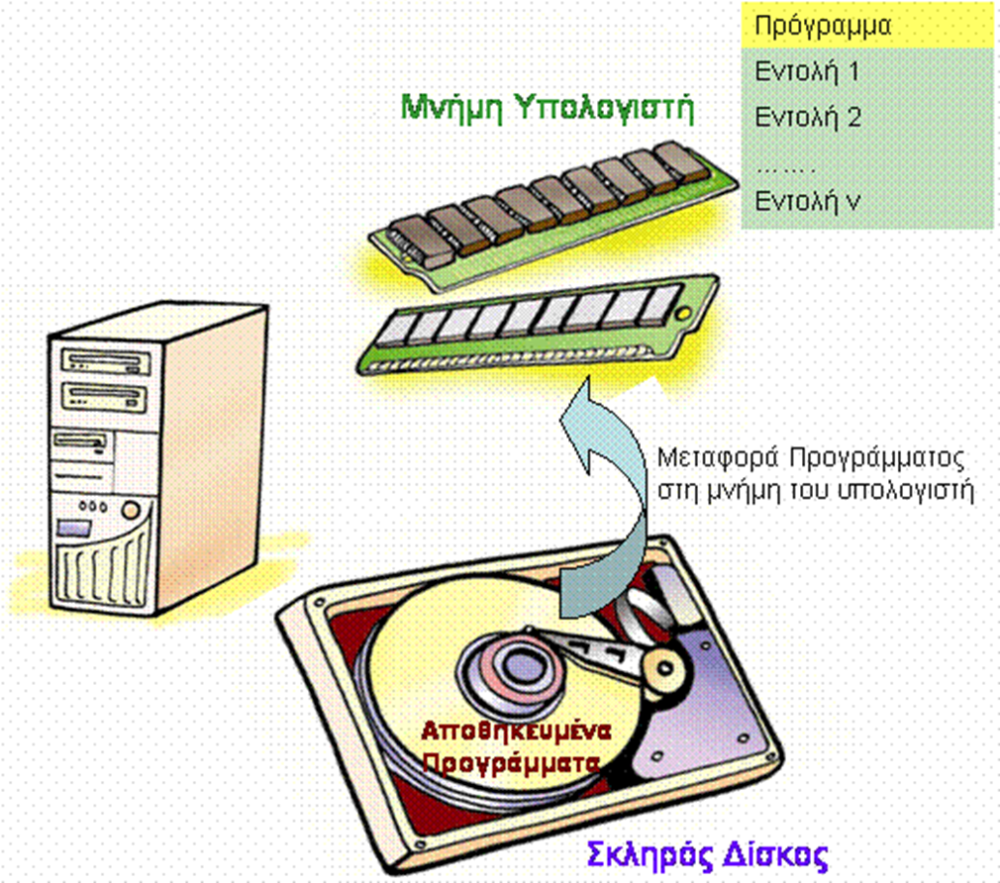 Πρόγραμμα
Εντολή 1
Εντολή 2
.......
Εντολή ν
Μνήμη Υπολογιστή
Μεταφορά Προγράμματος
στη μνήμη του υπολογιστή
Αποθηκευμένα
Προγράμματα
Σκληρός Δίσκος